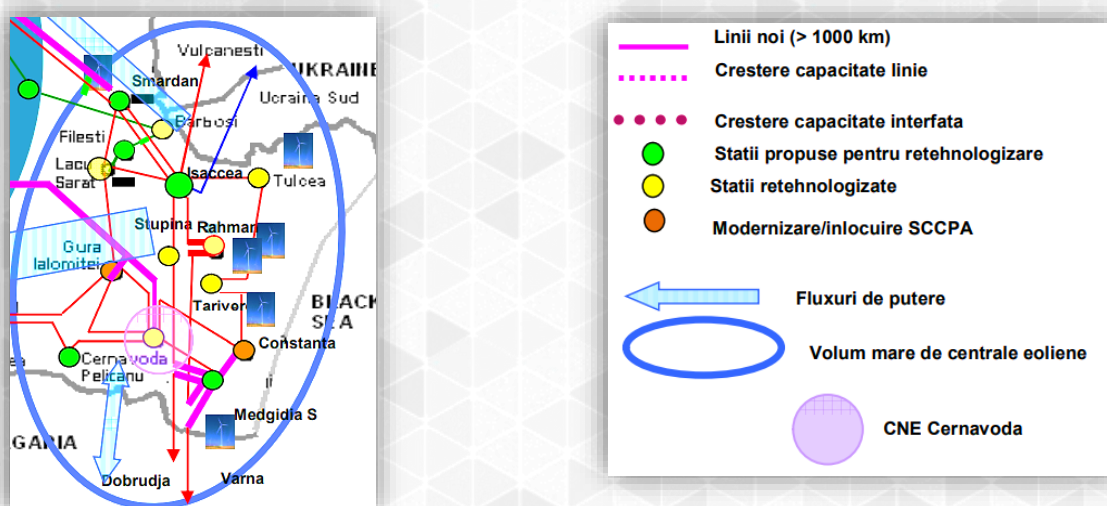 Vulcanesti
UKRAINE
Smardan
Ucraina Sud
Barbosi
Filesti
Lacu
Sarat
Isaccea
Tulcea
Stupina
Rahman
Gura
Ialomitei
Tariver
BLACK
SEA
Constanta
Cernavoda
Pelicanu
Medgidia S
GARIA
Dobrudja
Varna
Linii noi (> 1000 km)
Crestere capacitate linie
Crestere capacitate interfata
Statii propuse pentru retehnologizare
Statii retehnologizate
Modernizare/inlocuire SCCPA
Fluxuri de putere
Volum mare de centrale eoliene
CNE Cernavoda